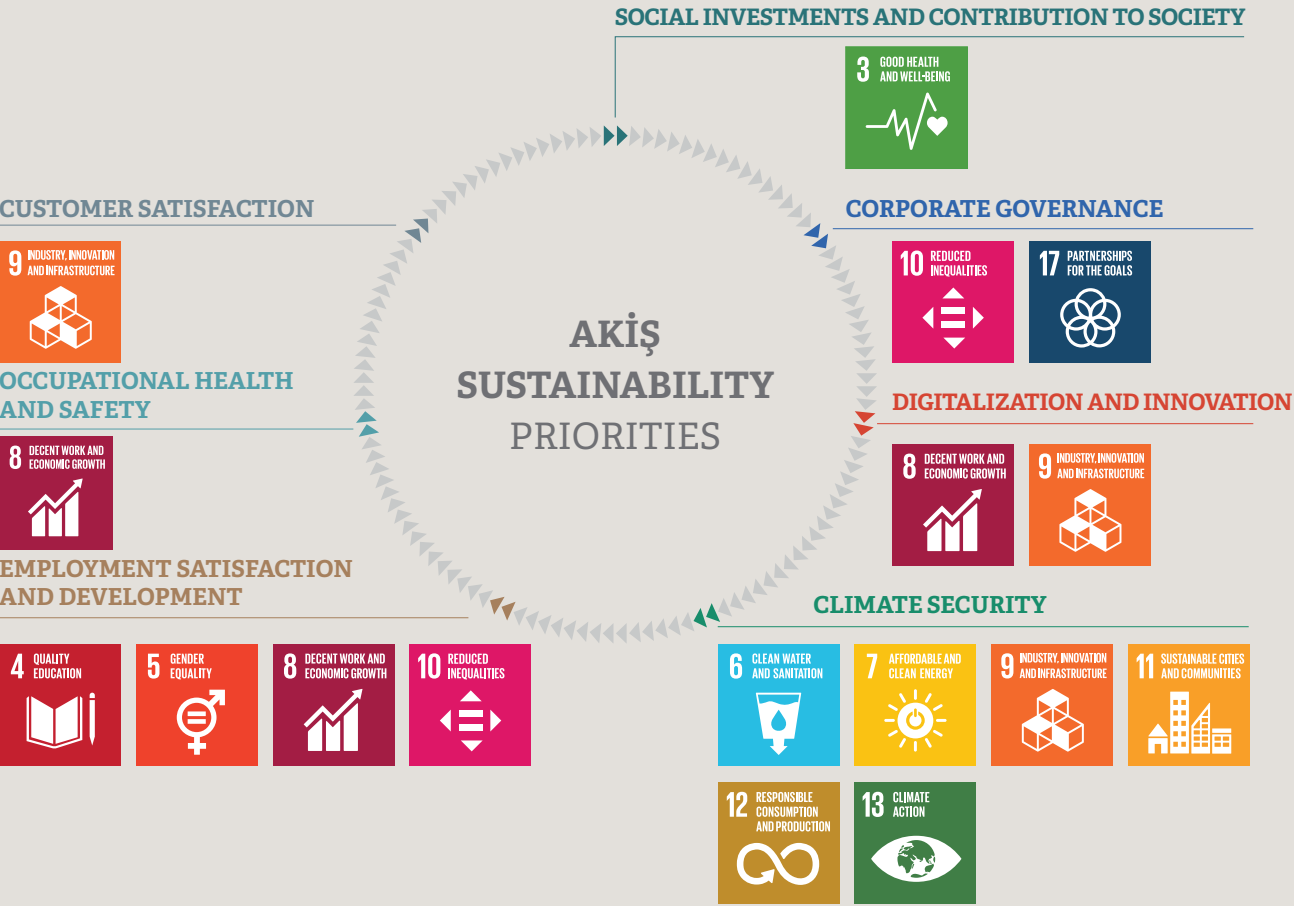 SOCIAL INVESTMENTS AND CONTRIBUTION TO SOCIETY
3 GOOD HEALTH
AND WELL-BEING
CUSTOMER SATISFACTION
9 INDUSTRY, INNOVATION
AND INFRASTRUCTURE
CORPORATE GOVERNANCE
10 REDUCED
INEQUALITIES
17 PARTNERSHIPS
FOR THE GOALS
AKİŞ
SUSTAINABILITY
PRIORITIES
OCCUPATIONAL HEALTH
AND SAFETY
8 DECENT WORK AND
ECONOMIC GROWTH
DIGITALIZATION AND INNOVATION
8 DECENT WORK AND
ECONOMIC GROWTH
9 INDUSTRY, INNOVATION
AND INFRASTRUCTURE
EMPLOYMENT SATISFACTION
AND DEVELOPMENT
4 QUALITY
EDUCATION
5 GENDER
EQUALITY
8 DECENT WORK AND
ECONOMIC GROWTH
10 REDUCED
INEQUALITIES
CLIMATE SECURITY
6 CLEAN WATER
AND SANITATION
7 AFFORDABLE AND
CLEAN ENERGY
9 INDUSTRY, INNOVATION
AND INFRASTRUCTURE
11 SUSTAINABLE CITIES
AND COMMUNITIES
12 RESPONSIBLE
CONSUMPTION
AND PRODUCTION
13 CLIMATE
ACTION